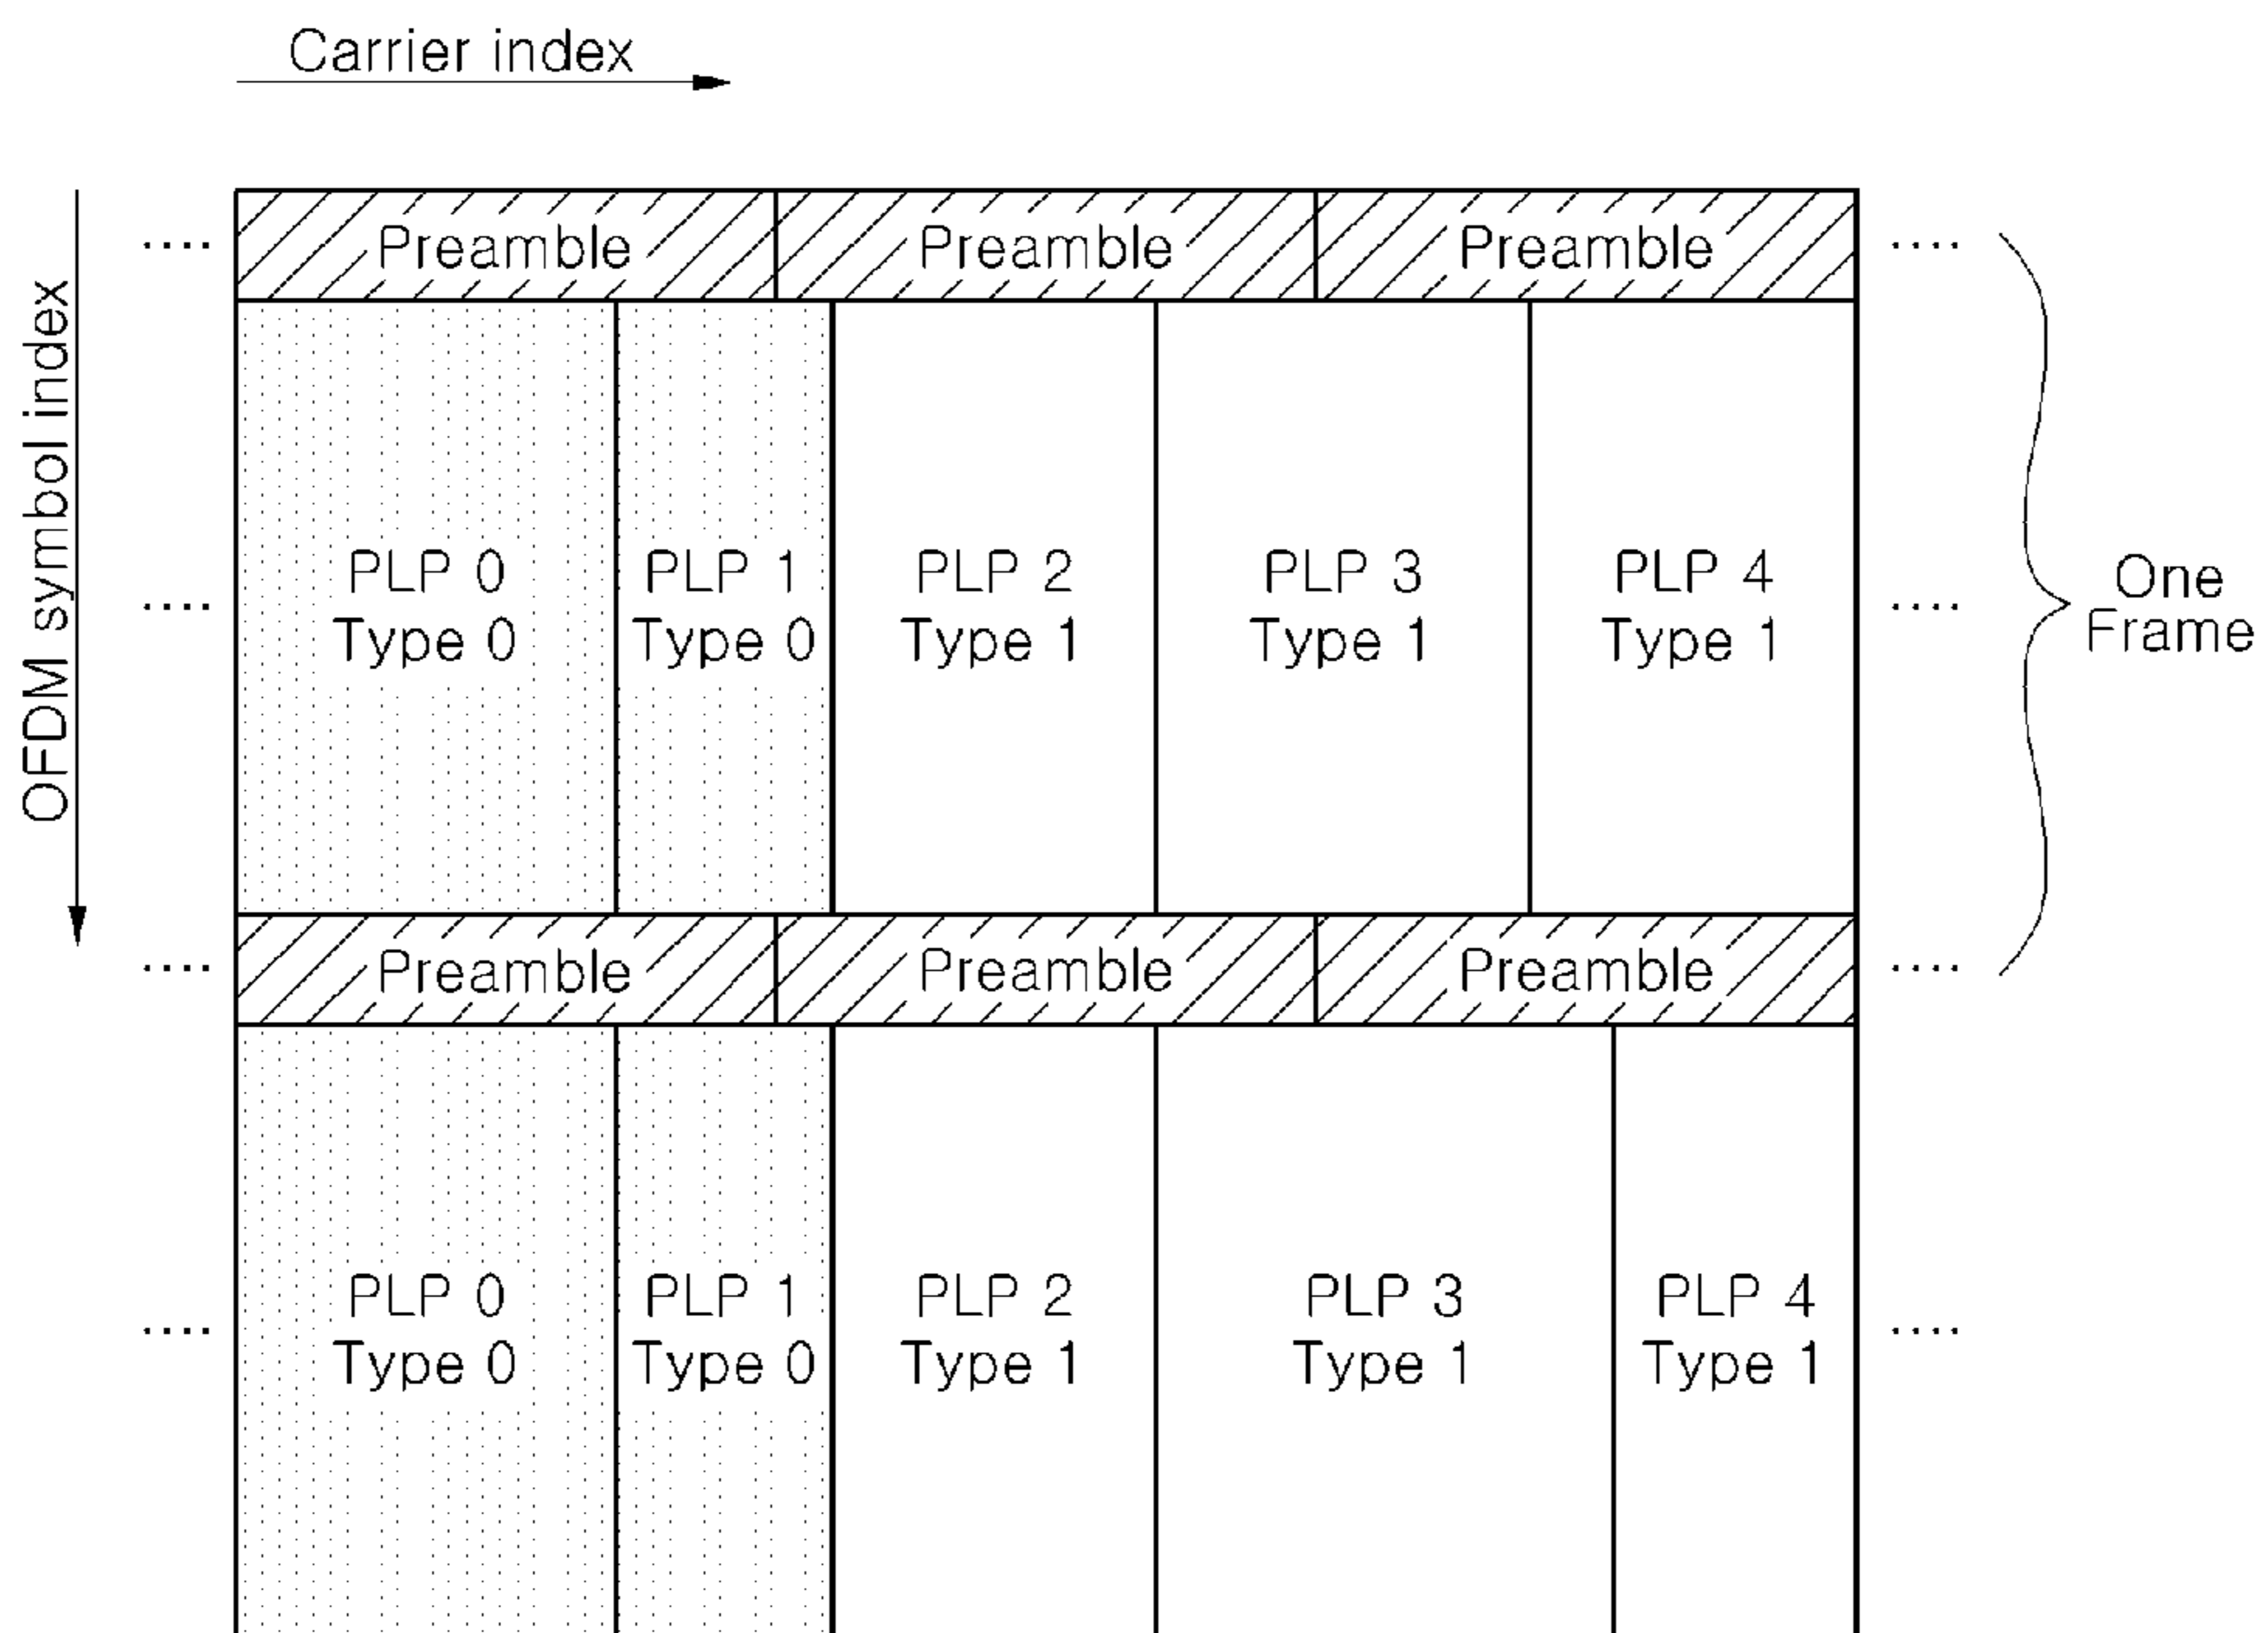 Carrier index
OFDM symbol index
.... Preamble Preamble Preamble ....
PLP 0 PLP 1 PLP 2 PLP 3 PLP 4
.... ....
Type 0 Type 0 Type 1 Type 1 Type 1
One
Frame
.... Preamble Preamble Preamble ....
PLP 0 PLP 1 PLP 2 PLP 3 PLP 4
.... ....
Type 0 Type 0 Type 1 Type 1 Type 1